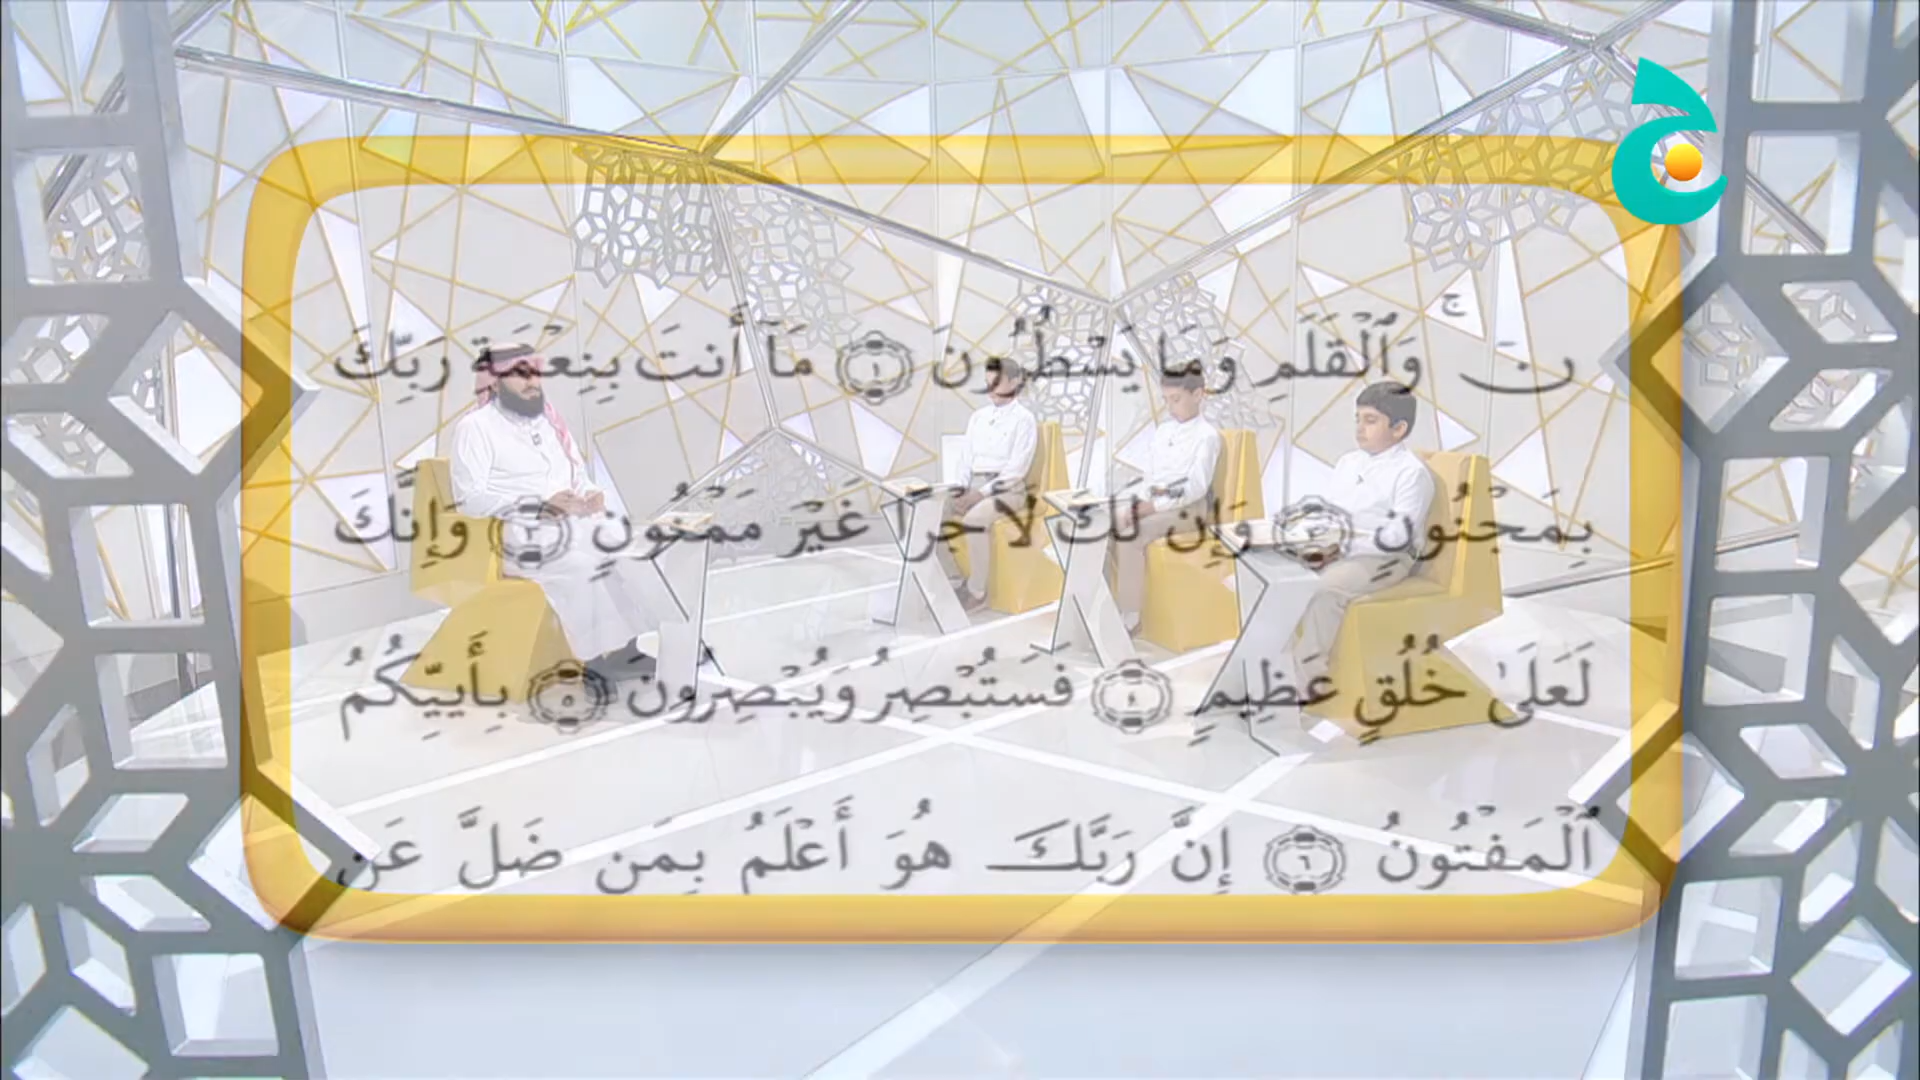 نٓ ۚ وَٱلْقَلَمِ وَمَا يَسْطُرُونَ ١ مَآ أَنتَ بِنِعْمَةِ رَبِّكَ
بِمَجْنُونٍ ٢ وَإِنَّ لَكَ لَأَجْرًا غَيْرَ مَمْنُونٍ ٣ وَإِنَّكَ
لَعَلَىٰ خُلُقٍ عَظِيمٍ ٤ فَسَتُبْصِرُ وَيُبْصِرُونَ ٥ بِأَييِّكُمُ
ٱلْمَفْتُونُ ٦ إِنَّ رَبَّكَ هُوَ أَعْلَمُ بِمَن ضَلَّ عَن